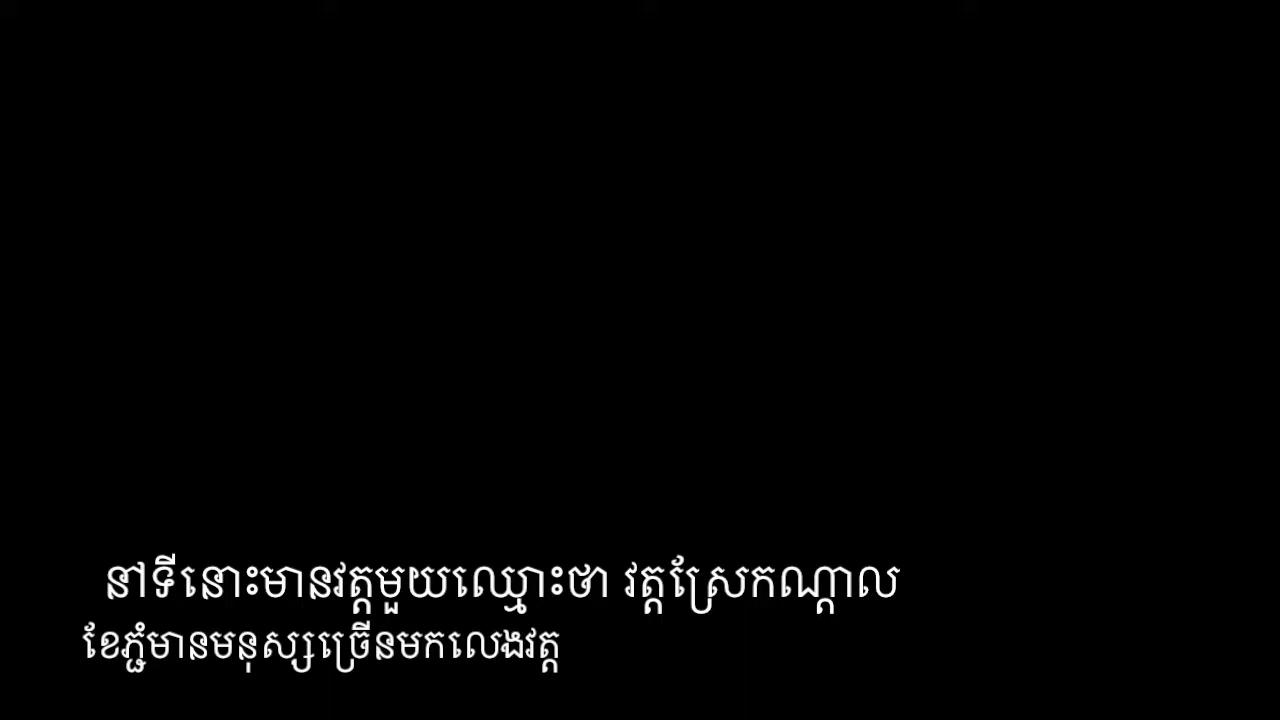 នៅទីនោះមានវត្តមួយឈ្មោះថា វត្តស្រែកណ្ដាល
ខែភ្ជំមានមនុស្សច្រើនមកលេងវត្ត